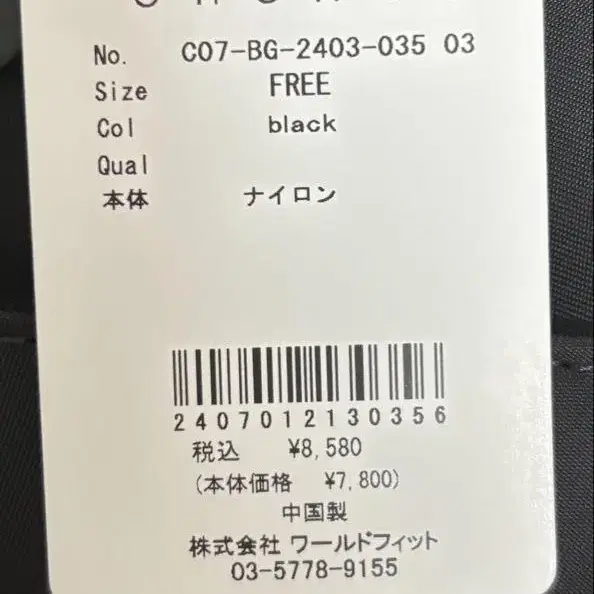 No. C07-BG-2403-035 03
Size FREE
Col black
Qual
本体 ナイロン
2407012130356
税込 ¥8,580
(本体価格 ¥7,800)
中国製
株式会社 ワールドフィット
03-5778-9155